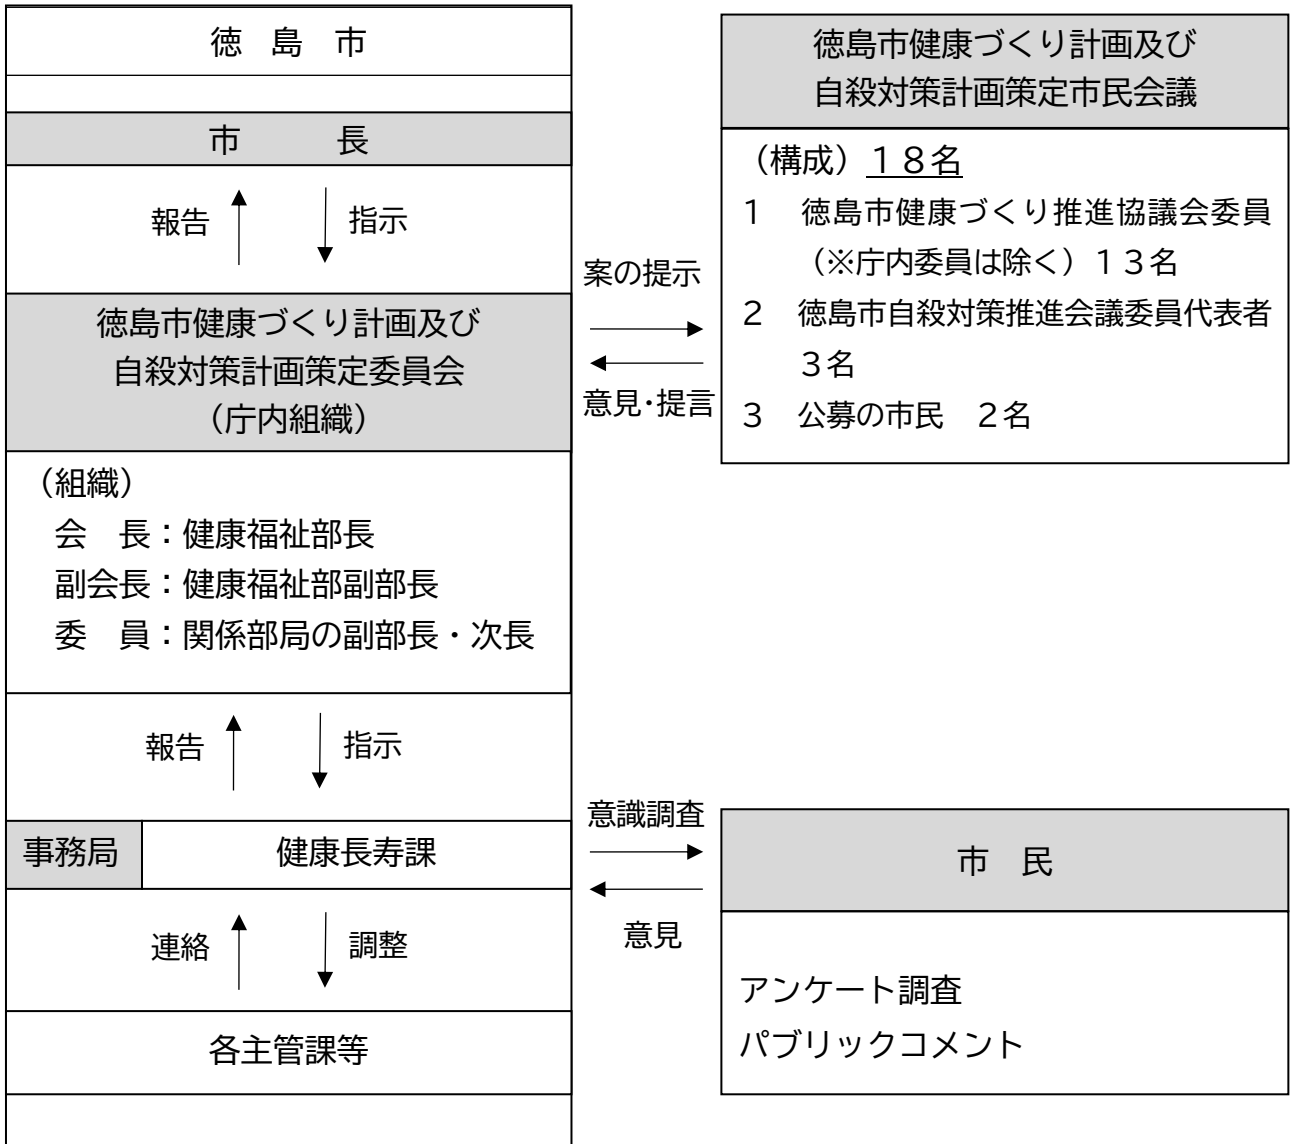 徳 島 市
市 長
報告 指示
徳島市健康づくり計画及び
自殺対策計画策定委員会
（庁内組織）
（組織）
会 長：健康福祉部長
副会長：健康福祉部副部長
委 員：関係部局の副部長・次長
報告 指示
事務局 健康長寿課
連絡 調整
各主管課等
案の提示
意見・提言
徳島市健康づくり計画及び
自殺対策計画策定市民会議
（構成）１８名
1 徳島市健康づくり推進協議会委員
（※庁内委員は除く）１３名
2 徳島市自殺対策推進会議委員代表者
３名
3 公募の市民 ２名
意識調査
意見
市 民
アンケート調査
パブリックコメント